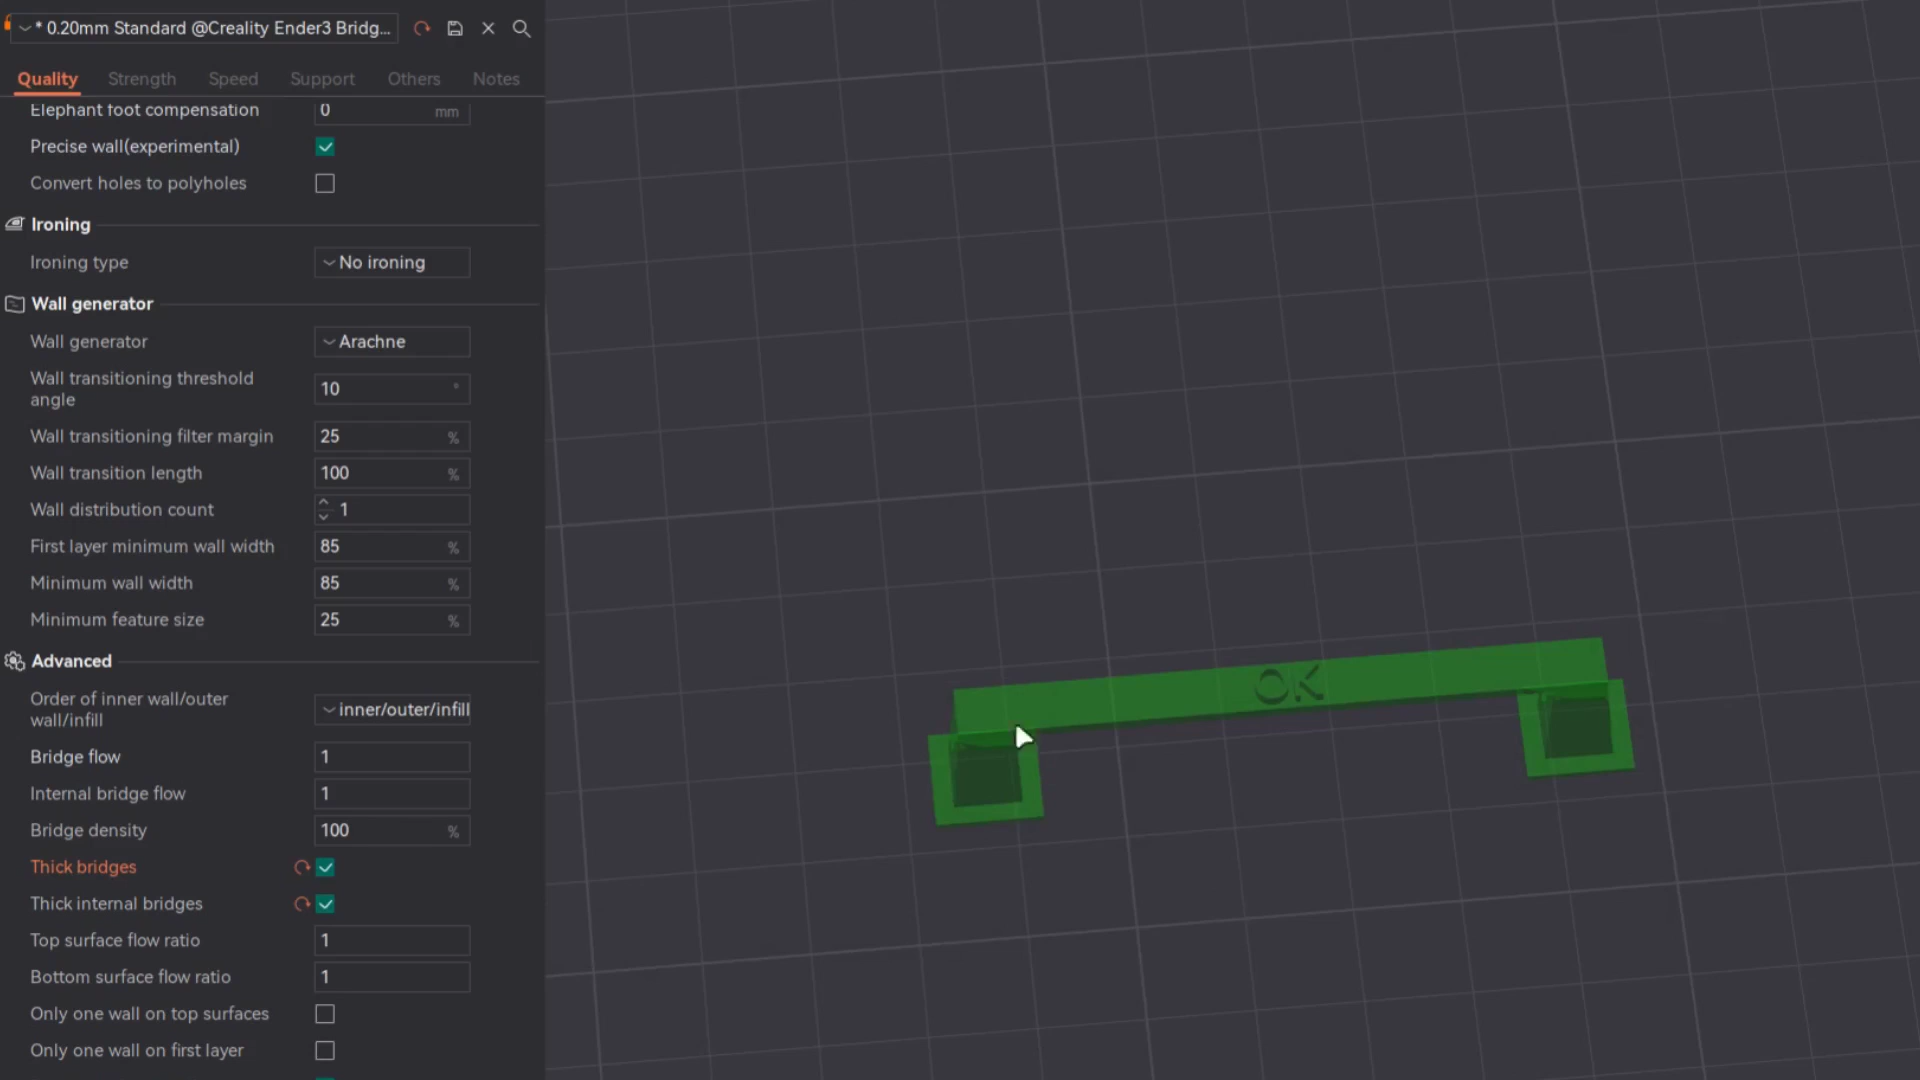 * 0.20mm Standard @Creality Ender3 Bridg...
Quality Strength Speed Support Others Notes
Elephant foot compensation 0 mm
Precise wall(experimental)
Convert holes to polyholes
Ironing
Ironing type No ironing
Wall generator
Wall generator Arachne
Wall transitioning threshold
angle 10 °
Wall transitioning filter margin 25 %
Wall transition length 100 %
Wall distribution count 1
First layer minimum wall width 85 %
Minimum wall width 85 %
Minimum feature size 25 %
Advanced
Order of inner wall/outer
wall/infill inner/outer/infill
Bridge flow 1
Internal bridge flow 1
Bridge density 100 %
Thick bridges
Thick internal bridges
Top surface flow ratio 1
Bottom surface flow ratio 1
Only one wall on top surfaces
Only one wall on first layer
OK